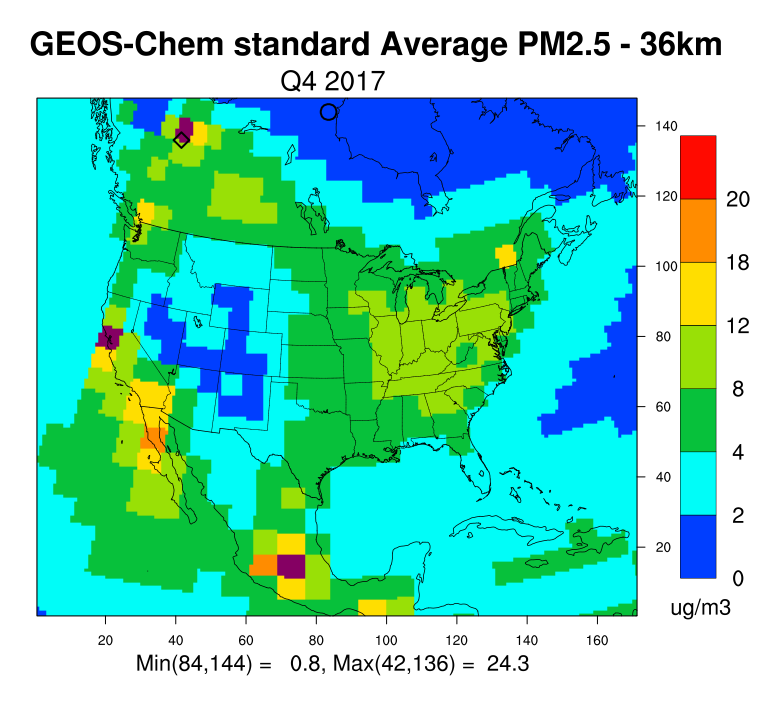 GEOS-Chem standard Average PM2.5 - 36km
Q4 2017
140
120
100
80
60
40
20
20
18
12
8
4
2
0
ug/m3
20 40 60 80 100 120 140 160
Min(84,144) = 0.8, Max(42,136) = 24.3